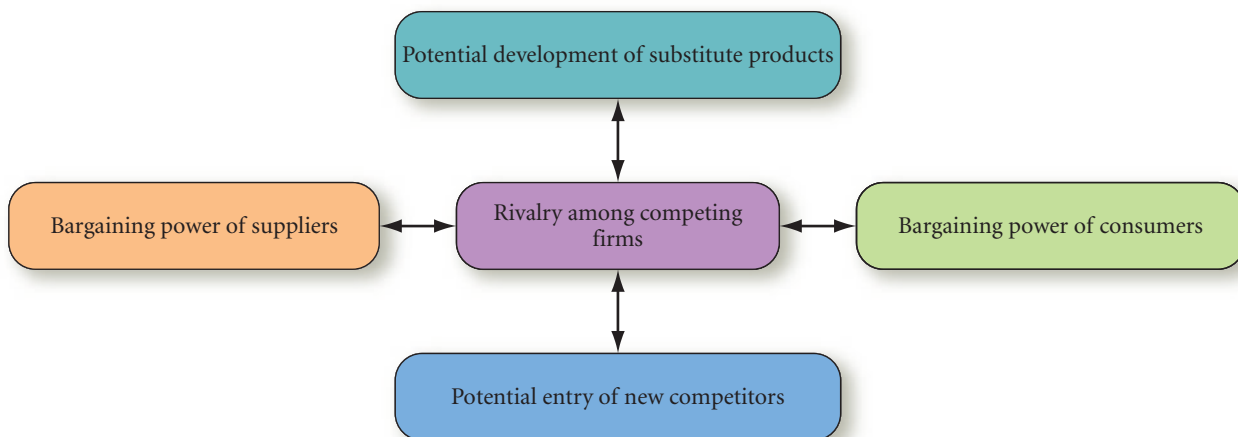 Potential development of substitute products
Bargaining power of suppliers
Rivalry among competing
firms
Bargaining power of consumers
Potential entry of new competitors